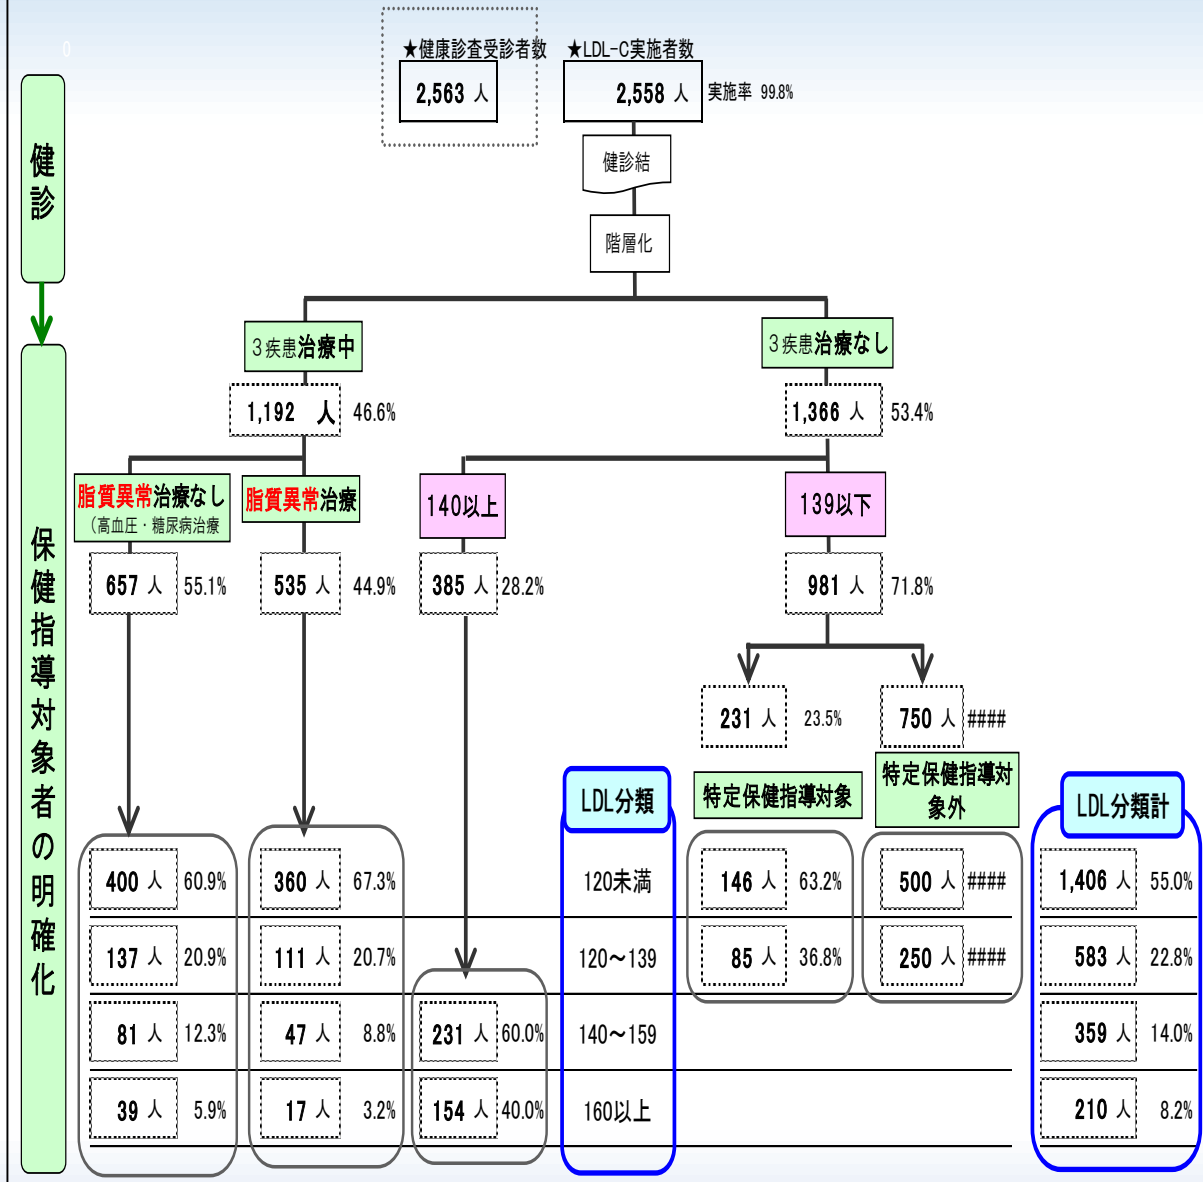 0
★健康診査受診者数 ★LDL-C実施者数
2,563 人 2,558 人 実施率 99.8%
健診結
階層化
健診
3疾患治療中 3疾患治療なし
1,192 人 46.6% 1,366 人 53.4%
脂質異常治療なし 脂質異常治療 140以上 139以下
（高血圧・糖尿病治療
657 人 55.1% 535 人 44.9% 385 人 28.2% 981 人 71.8%
231 人 23.5% 750 人 ####
保健指導対象者の明確化
LDL分類 特定保健指導対象 特定保健指導対 LDL分類計
象外
400 人 60.9% 360 人 67.3% 120未満 146 人 63.2% 500 人 #### 1,406 人 55.0%
137 人 20.9% 111 人 20.7% 120～139 85 人 36.8% 250 人 #### 583 人 22.8%
81 人 12.3% 47 人 8.8% 231 人 60.0% 140～159 359 人 14.0%
39 人 5.9% 17 人 3.2% 154 人 40.0% 160以上 210 人 8.2%